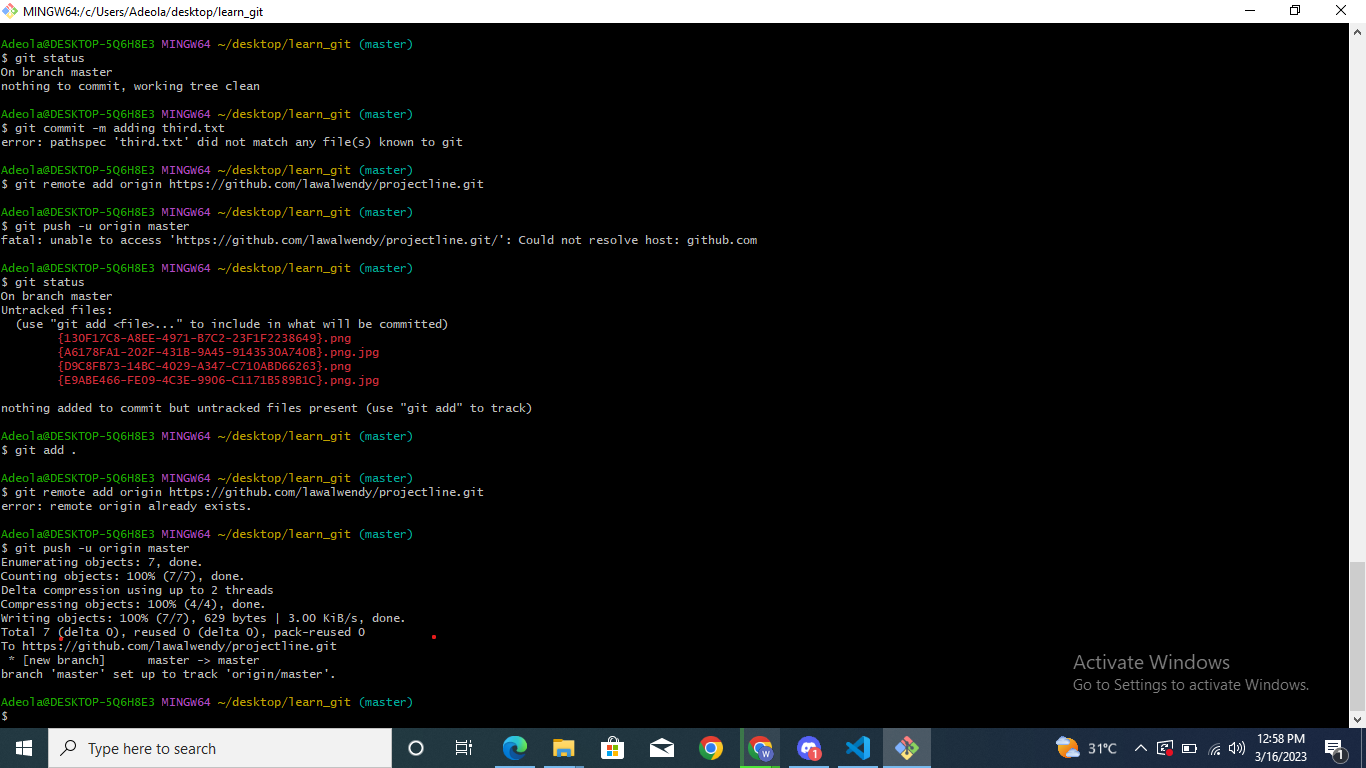 MINGW64:/c/Users/Adeola/desktop/learn_git
Adeola@DESKTOP-5Q6H8E3 MINGW64 ~/desktop/learn_git (master)
$ git status
On branch master
nothing to commit, working tree clean
Adeola@DESKTOP-5Q6H8E3 MINGW64 ~/desktop/learn_git (master)
$ git commit -m adding third.txt
error: pathspec 'third.txt' did not match any file(s) known to git
Adeola@DESKTOP-5Q6H8E3 MINGW64 ~/desktop/learn_git (master)
$ git remote add origin https://github.com/lawalwendy/projectline.git
Adeola@DESKTOP-5Q6H8E3 MINGW64 ~/desktop/learn_git (master)
$ git push -u origin master
fatal: unable to access 'https://github.com/lawalwendy/projectline.git/': Could not resolve host: github.com
Adeola@DESKTOP-5Q6H8E3 MINGW64 ~/desktop/learn_git (master)
$ git status
On branch master
Untracked files:
(use "git add <file>..." to include in what will be committed)
{130F17C8-A8EE-4971-B7C2-23F1F2238649}.png
{A6178FA1-202F-431B-9A45-9143530A740B}.png.jpg
{D9C8FB73-14BC-4029-A347-C710ABD66263}.png
{E9ABE466-FE09-4C3E-9906-C1171B589B1C}.png.jpg
nothing added to commit but untracked files present (use "git add" to track)
Adeola@DESKTOP-5Q6H8E3 MINGW64 ~/desktop/learn_git (master)
$ git add .
Adeola@DESKTOP-5Q6H8E3 MINGW64 ~/desktop/learn_git (master)
$ git remote add origin https://github.com/lawalwendy/projectline.git
error: remote origin already exists.
Adeola@DESKTOP-5Q6H8E3 MINGW64 ~/desktop/learn_git (master)
$ git push -u origin master
Enumerating objects: 7, done.
Counting objects: 100% (7/7), done.
Delta compression using up to 2 threads
Compressing objects: 100% (4/4), done.
Writing objects: 100% (7/7), 629 bytes | 3.00 KiB/s, done.
Total 7 (delta 0), reused 0 (delta 0), pack-reused 0
To https://github.com/lawalwendy/projectline.git
* [new branch] master -> master
branch 'master' set up to track 'origin/master'.
Adeola@DESKTOP-5Q6H8E3 MINGW64 ~/desktop/learn_git (master)
$
Activate Windows
Go to Settings to activate Windows.
Type here to search
W
1
31°C
12:58 PM
3/16/2023
1